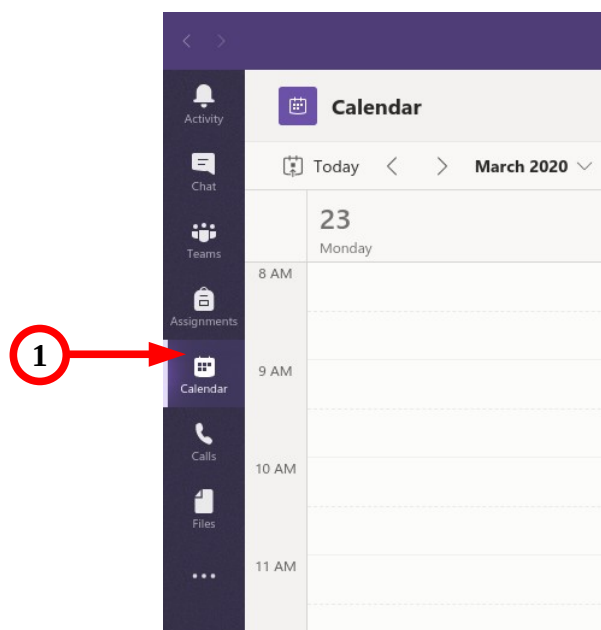 Activity
Calendar
Chat
Today
March 2020
Teams
23
Monday
8 AM
Assignments
1
Calendar
9 AM
Calls
10 AM
Files
11 AM